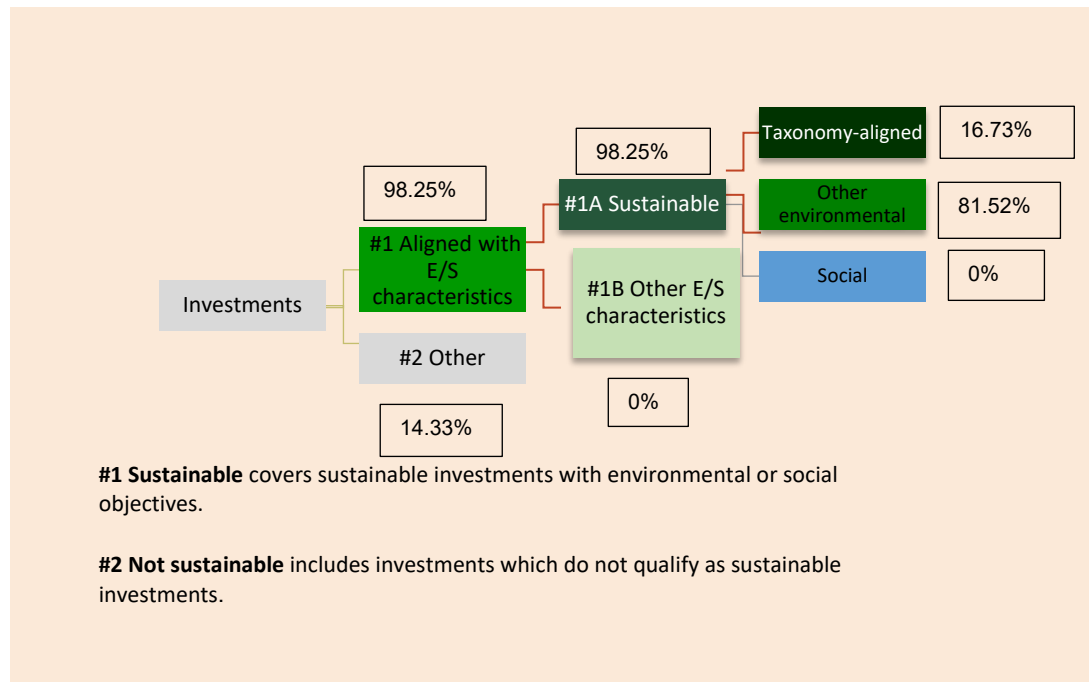 Taxonomy-aligned
16.73%
98.25%
98.25%
#1A Sustainable
Other
environmental
81.52%
#1 Aligned with
E/S
characteristics
Social
0%
#1B Other E/S
characteristics
Investments
#2 Other
0%
14.33%
#1 Sustainable covers sustainable investments with environmental or social
objectives.
#2 Not sustainable includes investments which do not qualify as sustainable
investments.